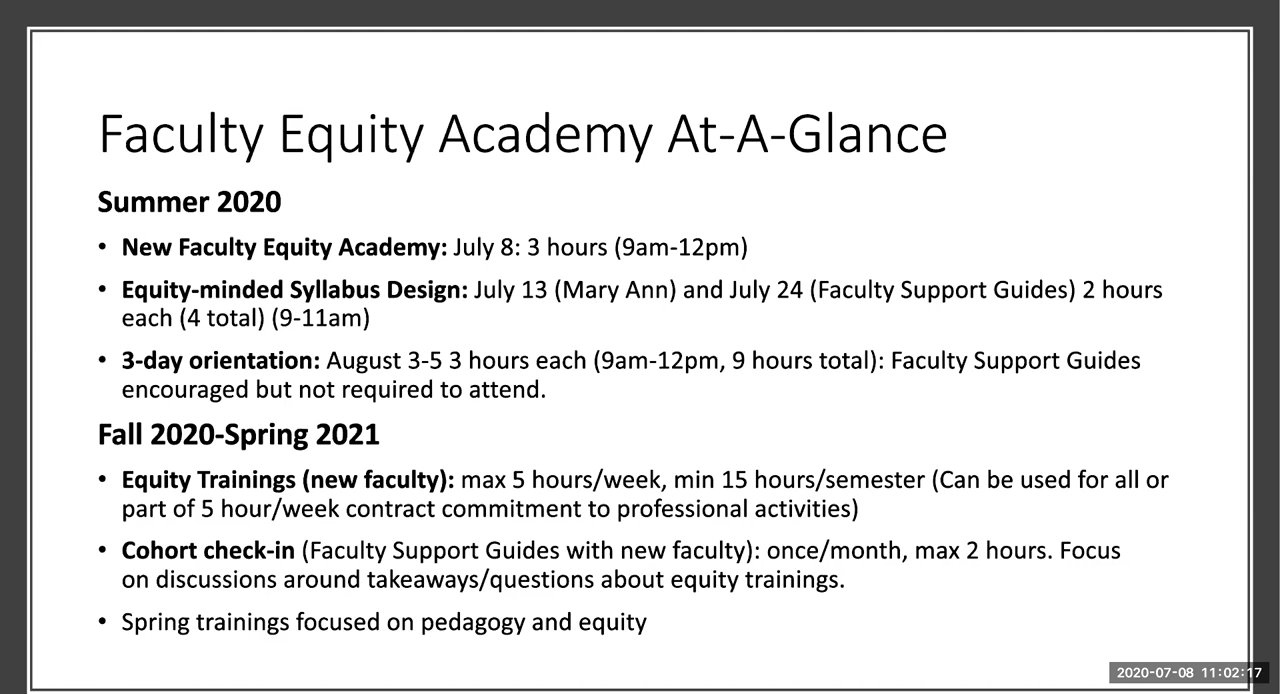 Faculty Equity Academy At-A-Glance
Summer 2020
• New Faculty Equity Academy: July 8: 3 hours (9am-12pm)
• Equity-minded Syllabus Design: July 13 (Mary Ann) and July 24 (Faculty Support Guides) 2 hours
each (4 total) (9-11am)
• 3-day orientation: August 3-5 3 hours each (9am-12pm, 9 hours total): Faculty Support Guides
encouraged but not required to attend.
Fall 2020-Spring 2021
• Equity Trainings (new faculty): max 5 hours/week, min 15 hours/semester (Can be used for all or
part of 5 hour/week contract commitment to professional activities)
• Cohort check-in (Faculty Support Guides with new faculty): once/month, max 2 hours. Focus
on discussions around takeaways/questions about equity trainings.
• Spring trainings focused on pedagogy and equity
2020-07-08 11:02:17